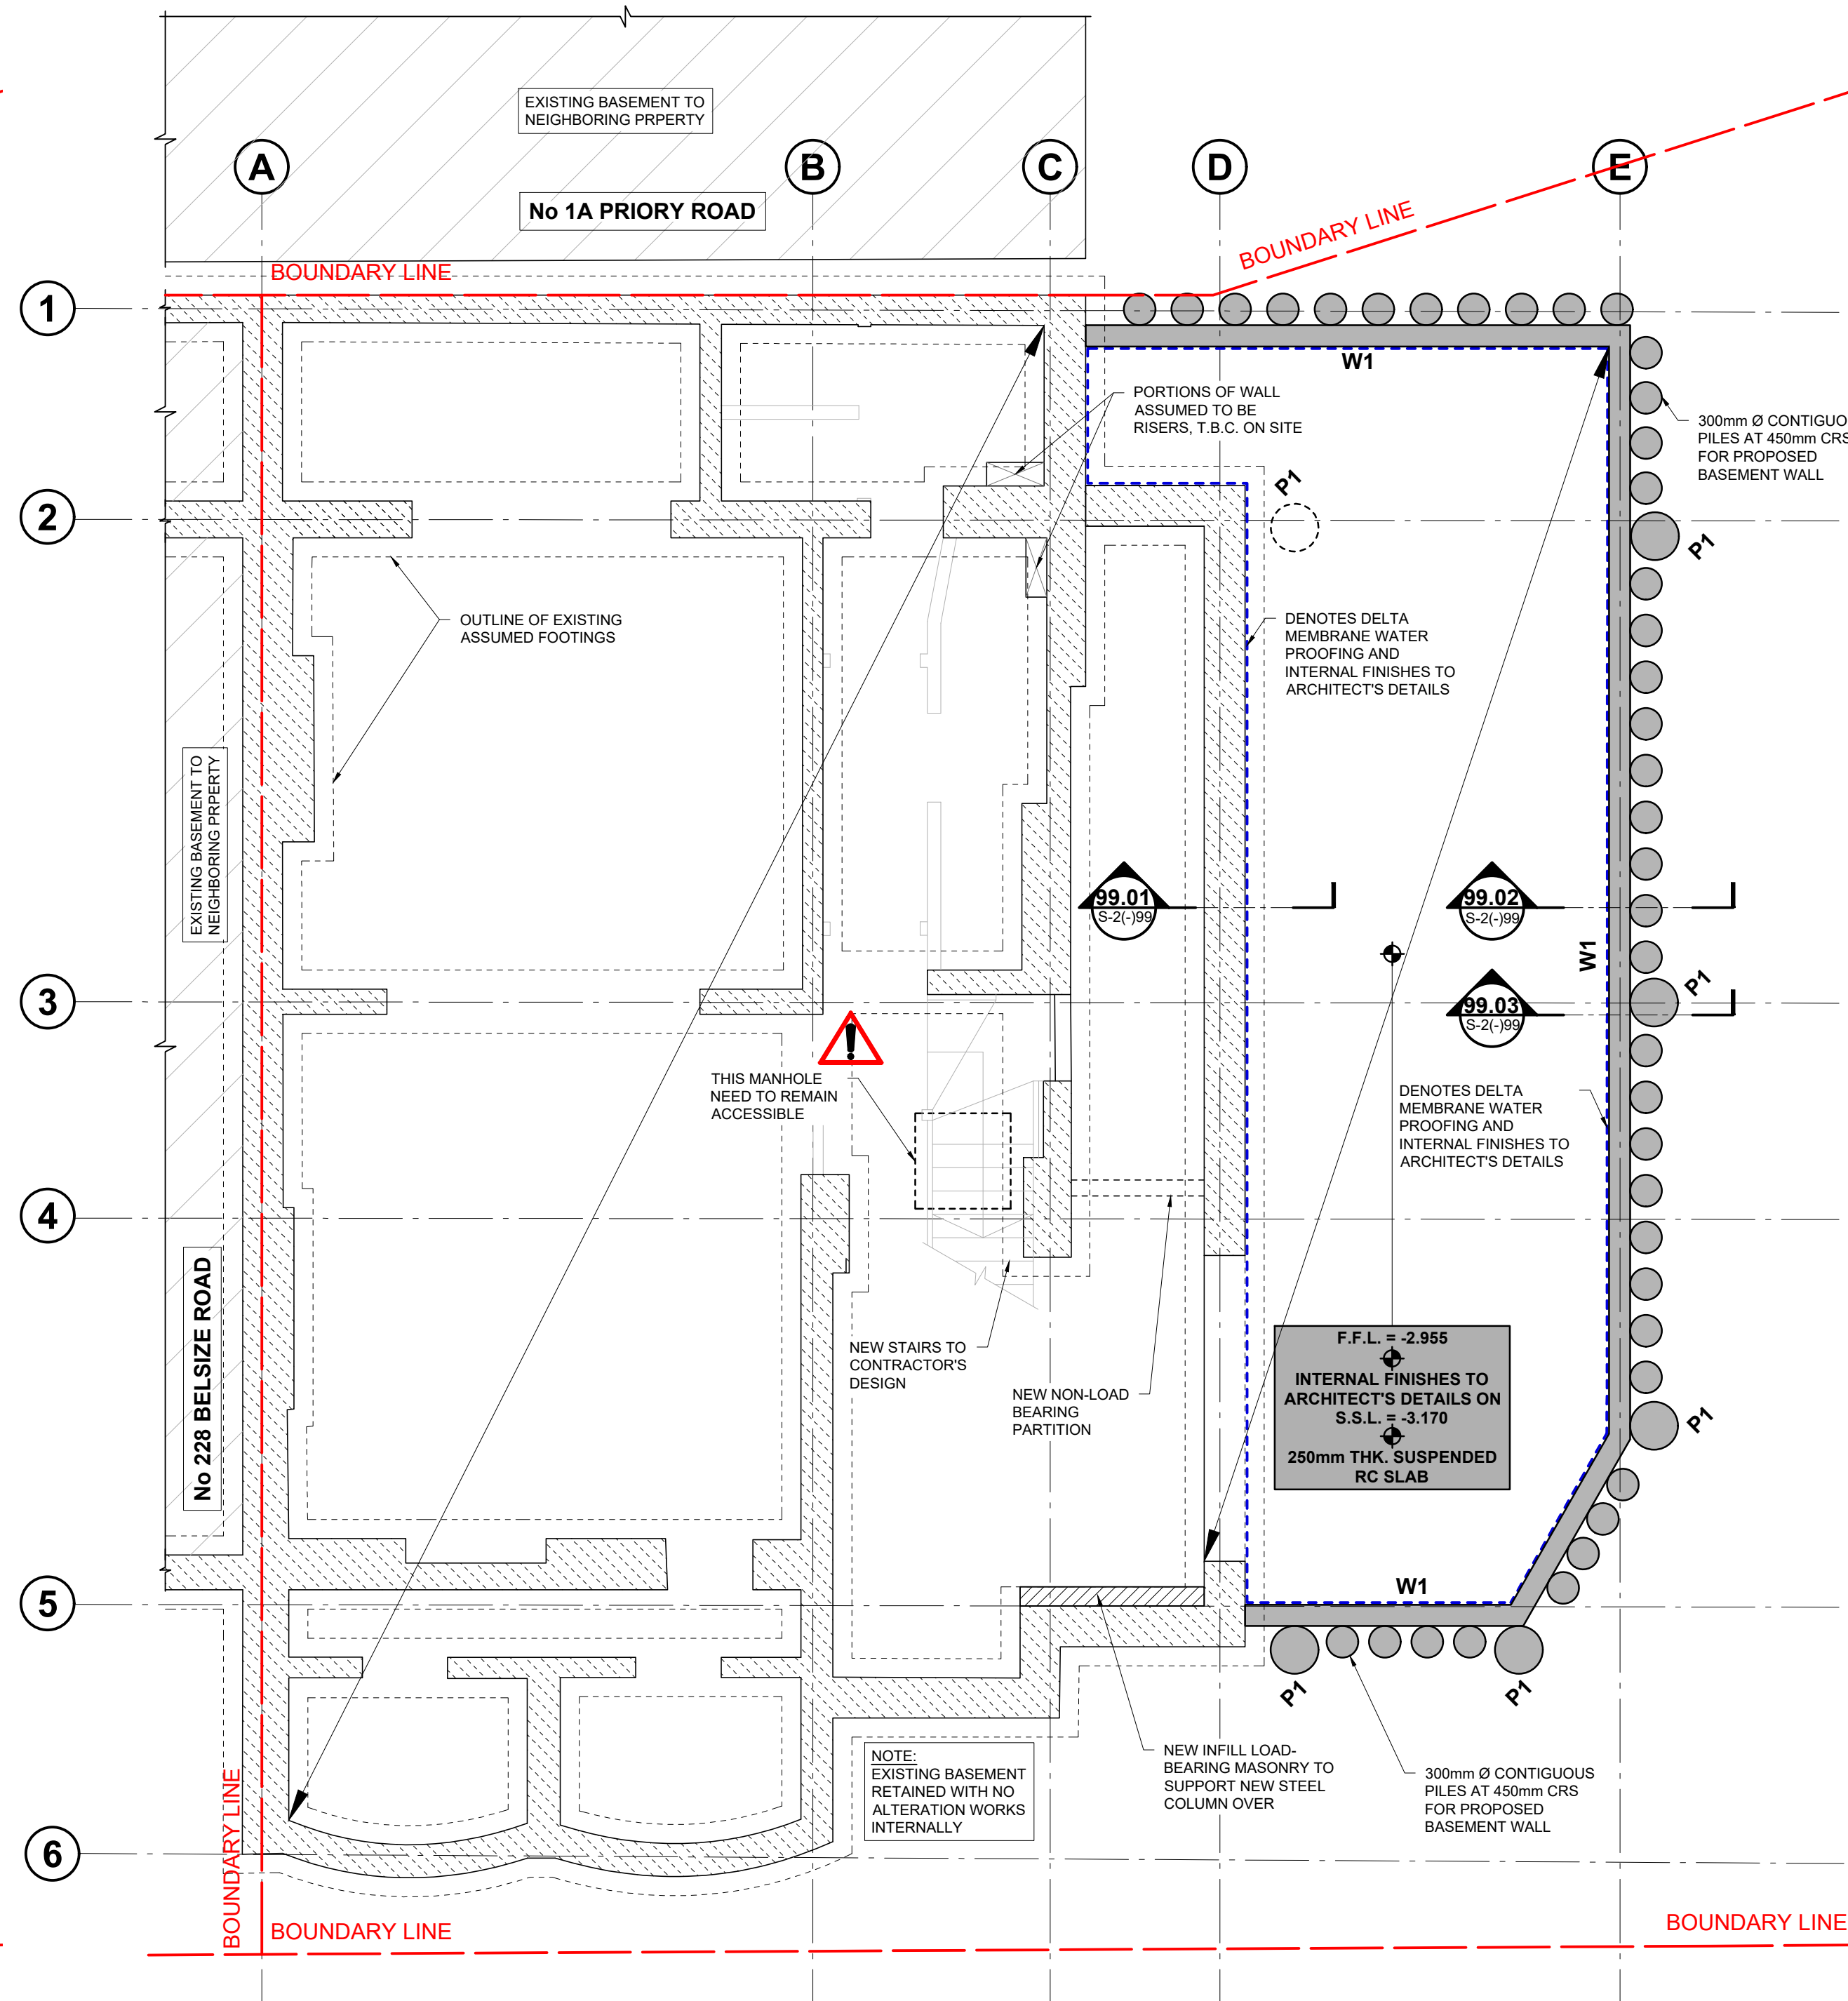 EXISTING BASEMENT TO
NEIGHBORING PRPERTY
A
B
C
D
E
No 1A PRIORY ROAD
BOUNDARY LINE
BOUNDARY LINE
1
W1
PORTIONS OF WALL
ASSUMED TO BE
RISERS, T.B.C. ON SITE
300mm Ø CONTIGUO
PILES AT 450mm CRS
FOR PROPOSED
BASEMENT WALL
2
P1
P1
OUTLINE OF EXISTING
ASSUMED FOOTINGS
DENOTES DELTA
MEMBRANE WATER
PROOFING AND
INTERNAL FINISHES TO
ARCHITECT'S DETAILS
EXISTING BASEMENT TO
NEIGHBORING PRPERTY
99.01
S-2(-)99
99.02
S-2(-)99
W1
3
99.03
S-2(-)99
P1
THIS MANHOLE
NEED TO REMAIN
ACCESSIBLE
DENOTES DELTA
MEMBRANE WATER
PROOFING AND
INTERNAL FINISHES TO
ARCHITECT'S DETAILS
4
No 228 BELSIZE ROAD
NEW STAIRS TO
CONTRACTOR'S
DESIGN
NEW NON-LOAD
BEARING
PARTITION
F.F.L. = -2.955
INTERNAL FINISHES TO
ARCHITECT'S DETAILS ON
S.S.L. = -3.170
250mm THK. SUSPENDED
RC SLAB
P1
5
W1
P1
P1
NOTE:
EXISTING BASEMENT
RETAINED WITH NO
ALTERATION WORKS
INTERNALLY
NEW INFILL LOAD-
BEARING MASONRY TO
SUPPORT NEW STEEL
COLUMN OVER
300mm Ø CONTIGUOUS
PILES AT 450mm CRS
FOR PROPOSED
BASEMENT WALL
6
BOUNDARY LINE
BOUNDARY LINE
BOUNDARY LINE